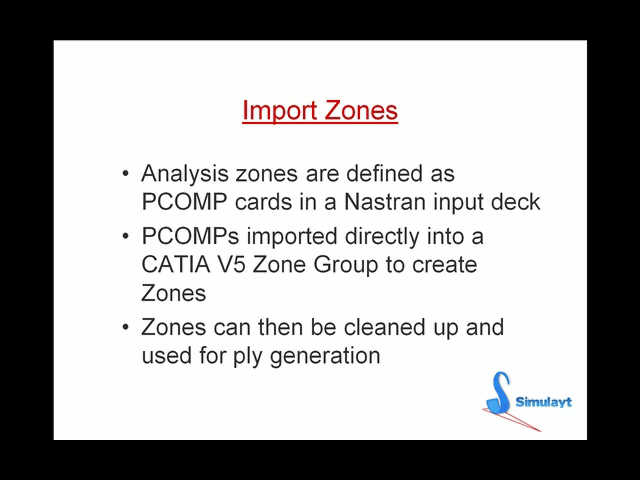 Import Zones
• Analysis zones are defined as
PCOMP cards in a Nastran input deck
• PCOMPs imported directly into a
CATIA V5 Zone Group to create
Zones
• Zones can then be cleaned up and
used for ply generation
Simulayt